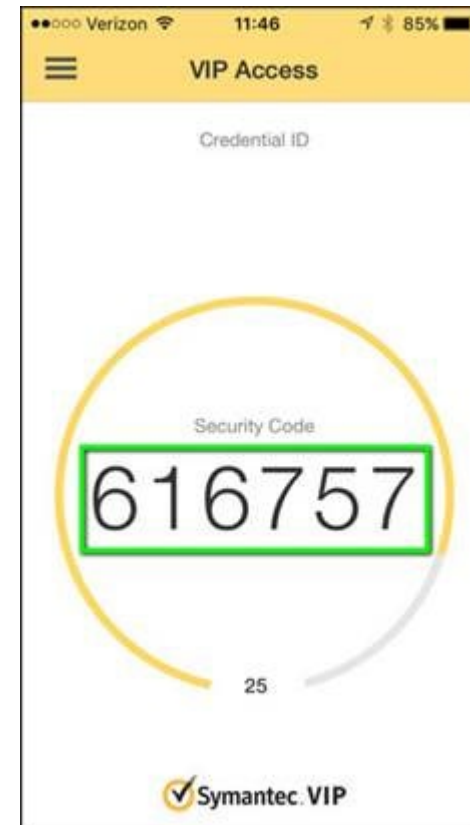 Verizon 11:46 85%
VIP Access
Credential ID
Security Code
616757
25
Symantec. VIP